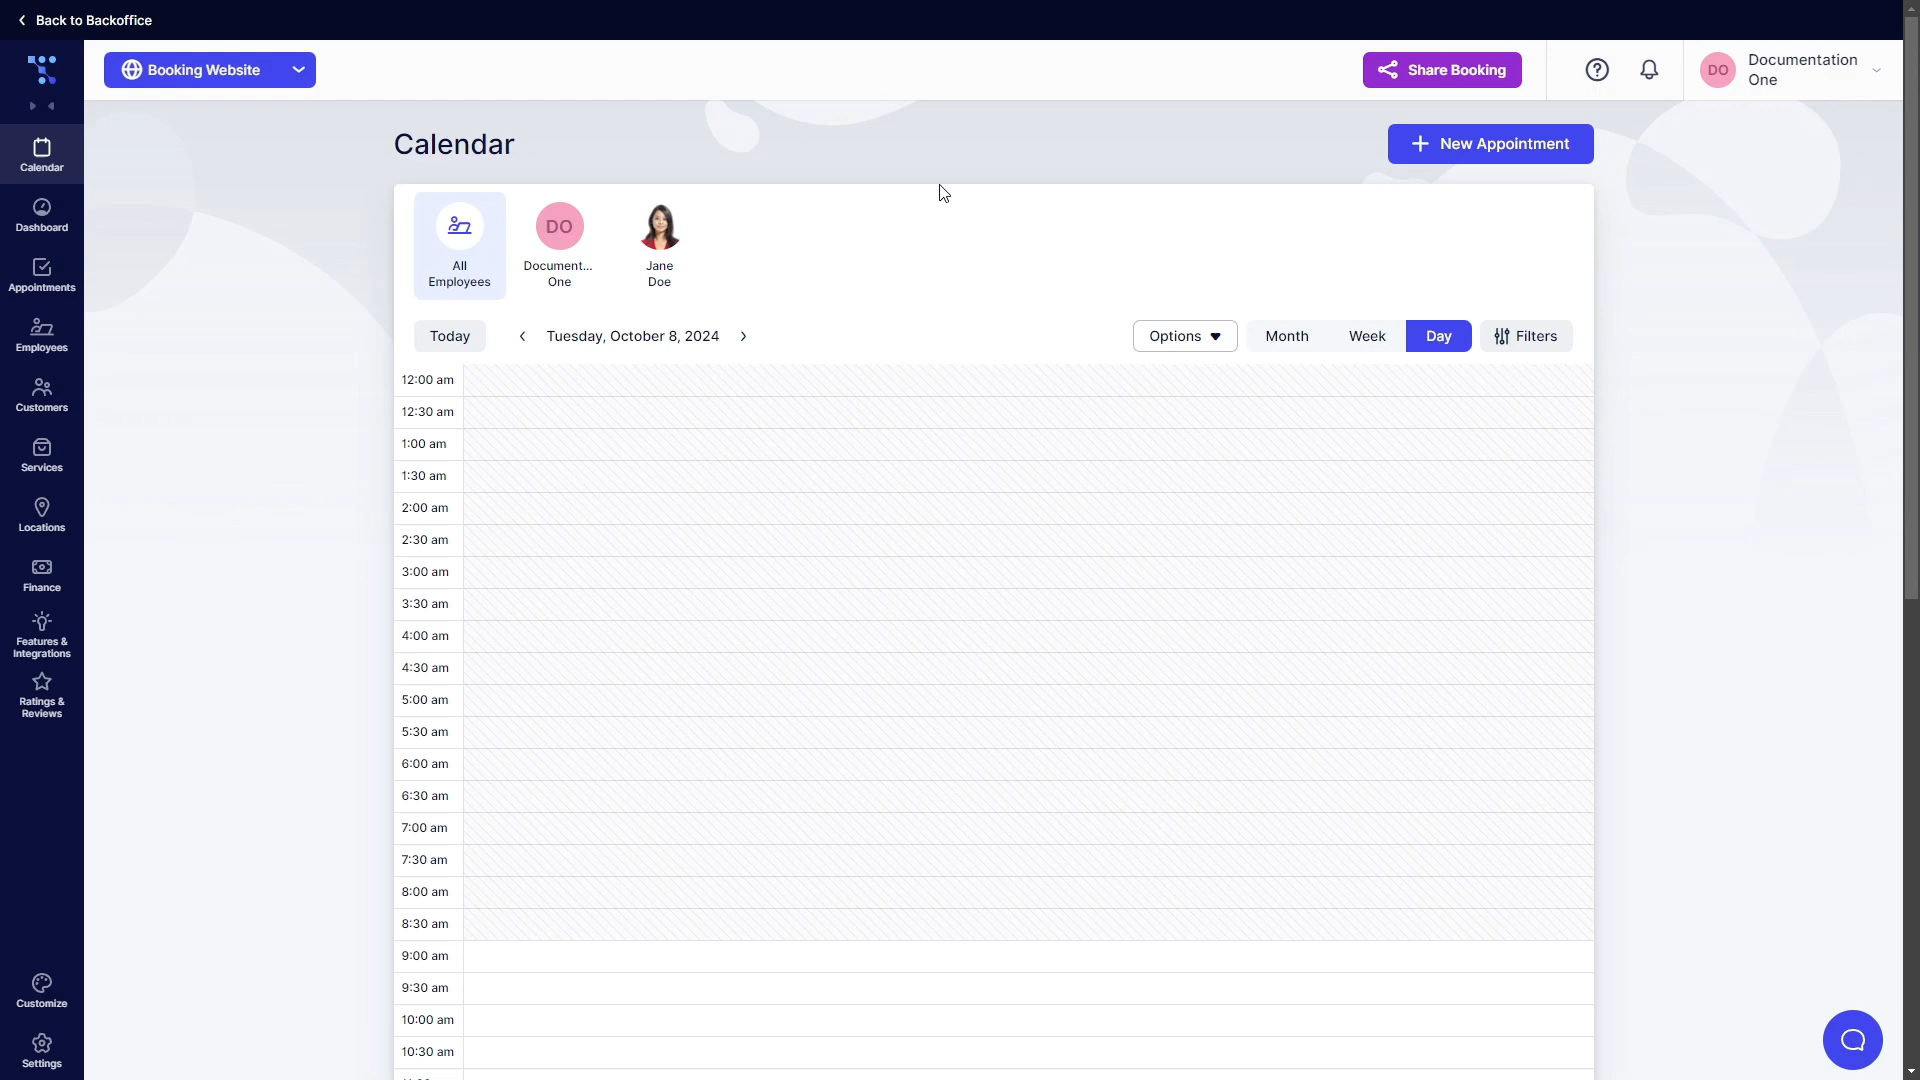 Back to Backoffice
Booking Website
Share Booking
DO
Documentation
One
Calendar
Dashboard
Appointments
Employees
Customers
Services
Locations
Finance
Features &
Integrations
Ratings &
Reviews
Customize
Settings
Calendar
New Appointment
All
Employees
DO
Document...
One
Jane
Doe
Today
Tuesday, October 8, 2024
Options
Month
Week
Day
Filters
12:00 am
12:30 am
1:00 am
1:30 am
2:00 am
2:30 am
3:00 am
3:30 am
4:00 am
4:30 am
5:00 am
5:30 am
6:00 am
6:30 am
7:00 am
7:30 am
8:00 am
8:30 am
9:00 am
9:30 am
10:00 am
10:30 am